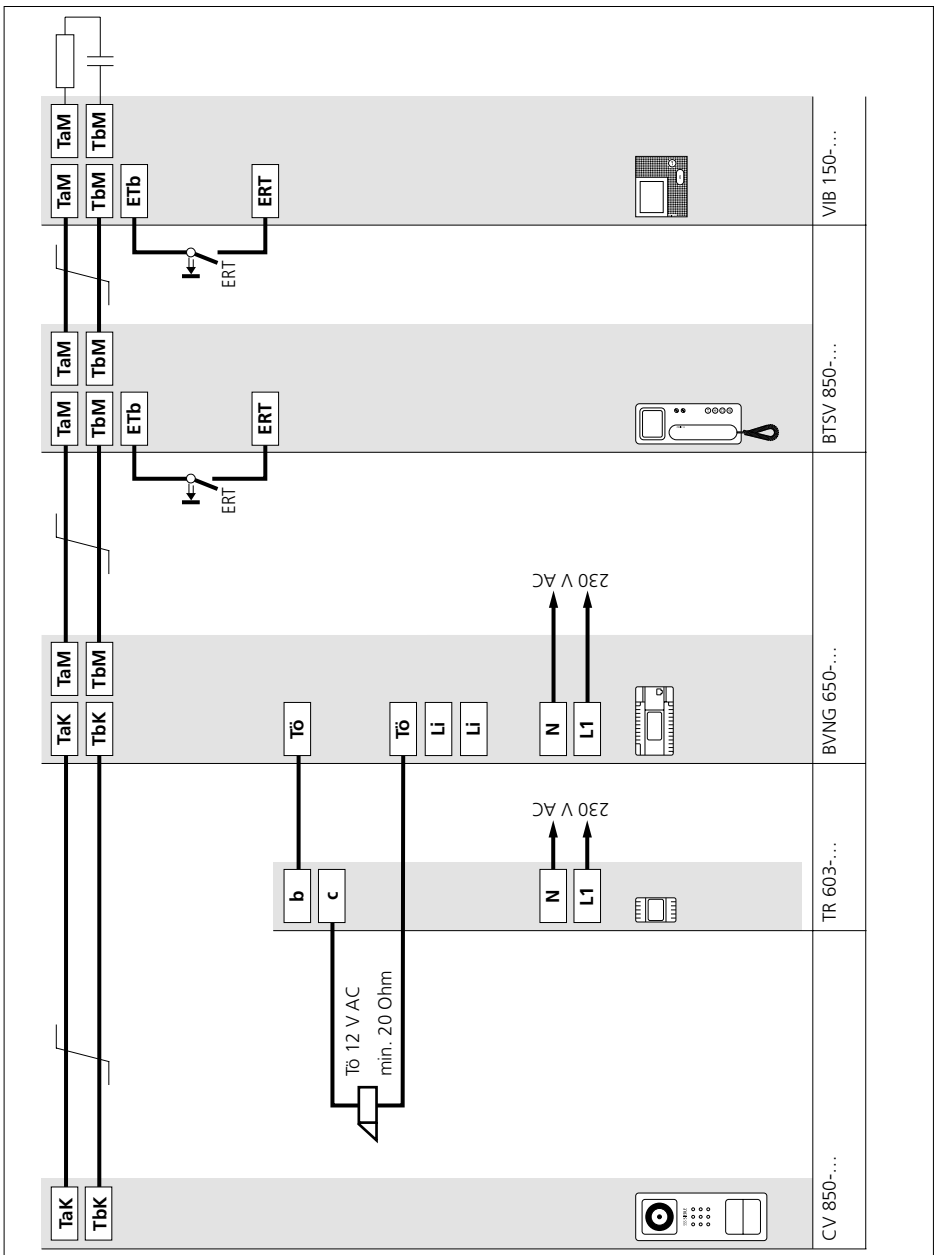 TaK
TbK
CV 850-...
Tö 12 V AC
min. 20 Ohm
b
c
N
L1
230 V AC
TR 603-...
TaK
TaM
TbK
TbM
Tö
Tö
Li
Li
N
L1
230 V AC
BVNG 650-...
ERT
TaM
TaM
TbM
TbM
ETb
ERT
BTSV 850-...
ERT
TaM
TaM
TbM
TbM
ETb
ERT
VIB 150-...